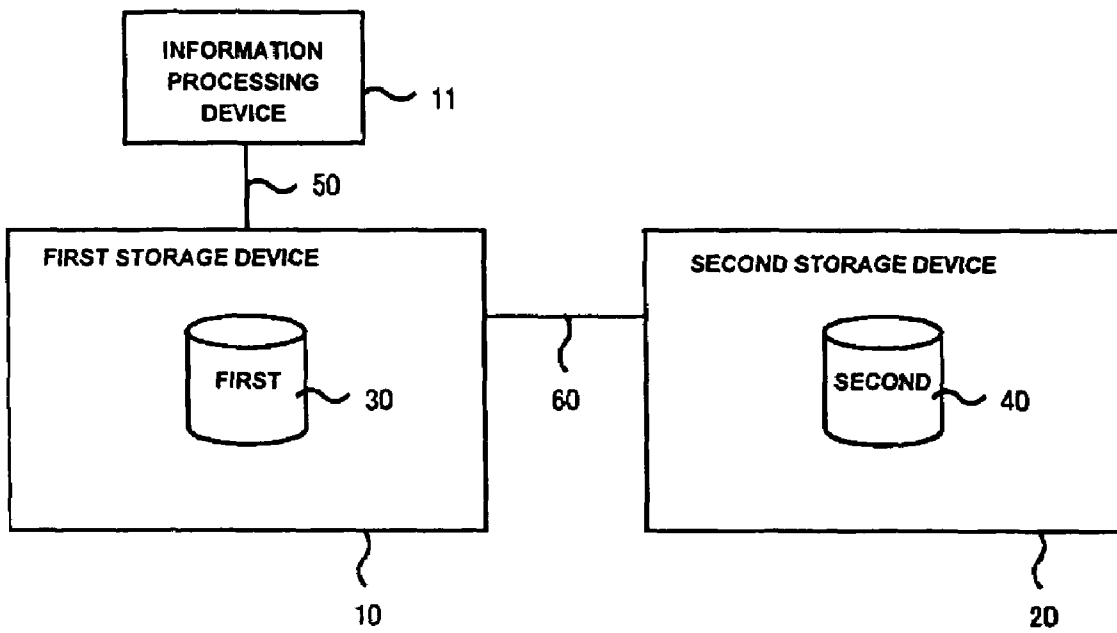 INFORMATION
PROCESSING
DEVICE
11
50
FIRST STORAGE DEVICE
SECOND STORAGE DEVICE
FIRST
30
60
SECOND
40
10
20